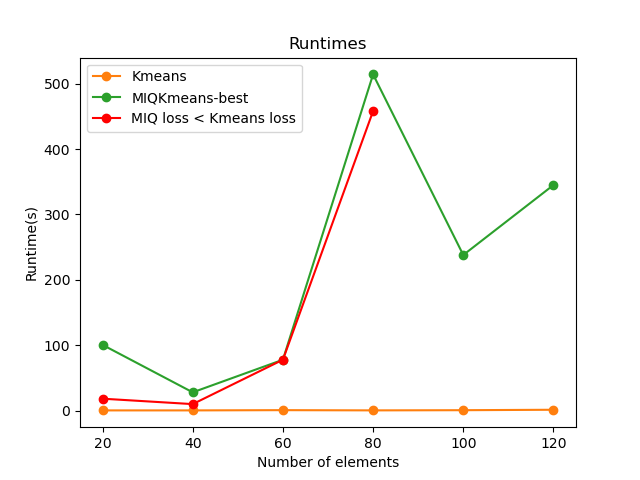 Runtimes
Kmeans
MIQKmeans-best
MIQ loss < Kmeans loss
Runtime(s)
500
400
300
200
100
0
20 40 60 80 100 120
Number of elements